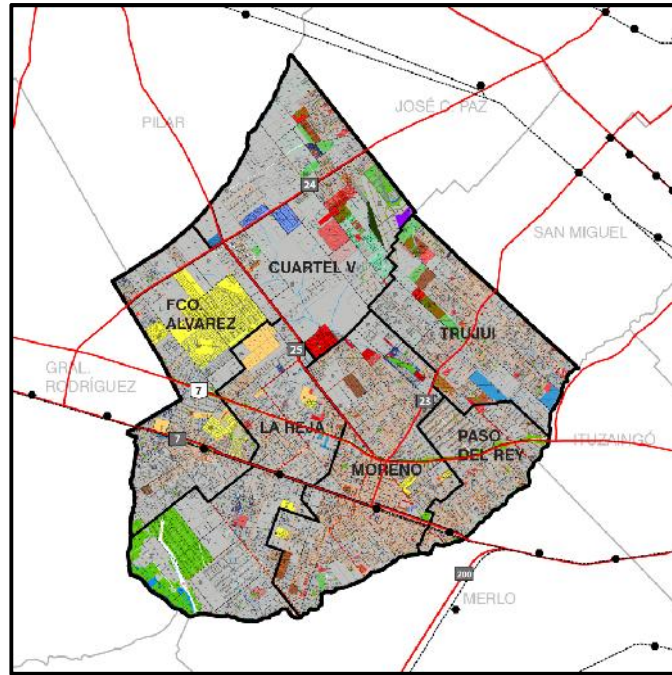 JOSÉ C. PAZ
PILAR
24
SAN MIGUEL
CUARTEL V
FCO.
ALVAREZ
TRUJUI
25
GRAL.
RODRÍGUEZ
7
23
LA REJA
PASO
DEL REY
7
ITUZAINGÓ
MORENO
200
MERLO